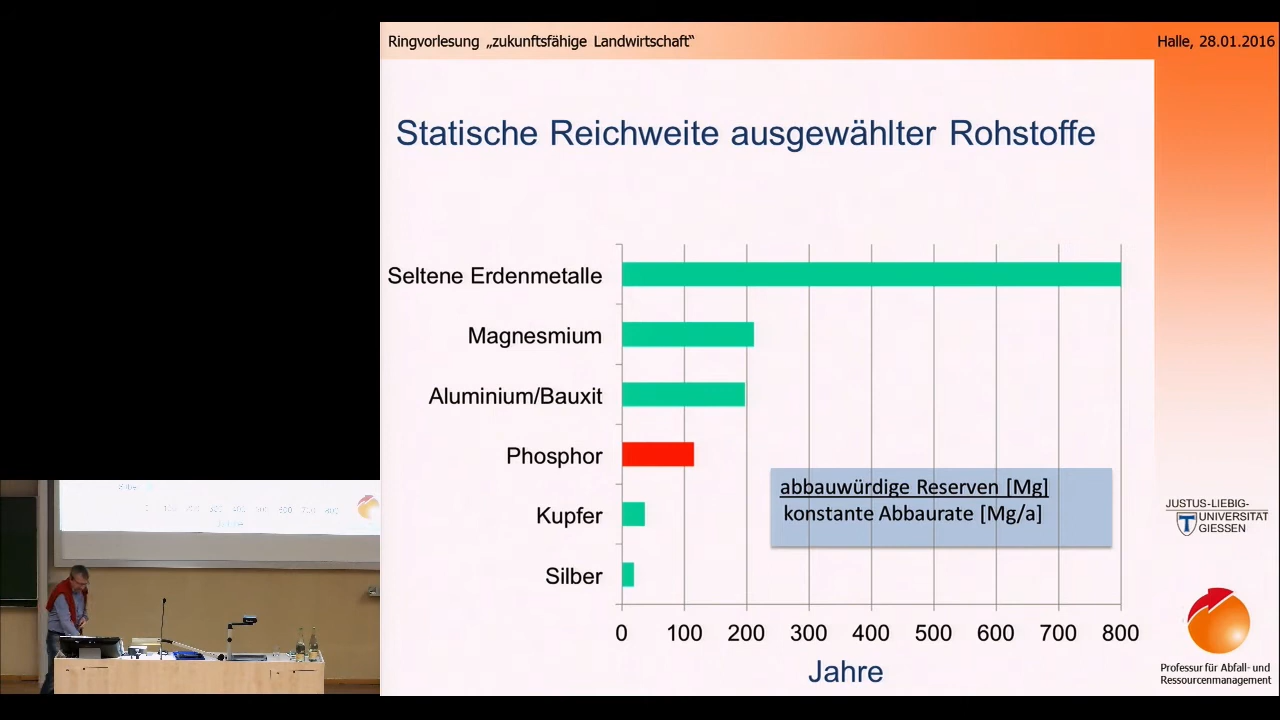 Ringvorlesung „zukunftsfähige Landwirtschaft“
Halle, 28.01.2016
Statische Reichweite ausgewählter Rohstoffe
Seltene Erdenmetalle
Magnesmium
Aluminium/Bauxit
Phosphor
Kupfer
Silber
abbauwürdige Reserven [Mg]
konstante Abbaurate [Mg/a]
0 100 200 300 400 500 600 700 800
Jahre
JUSTUS-LIEBIG-
UNIVERSITÄT
GIESSEN
Professur für Abfall- und
Ressourcenmanagement